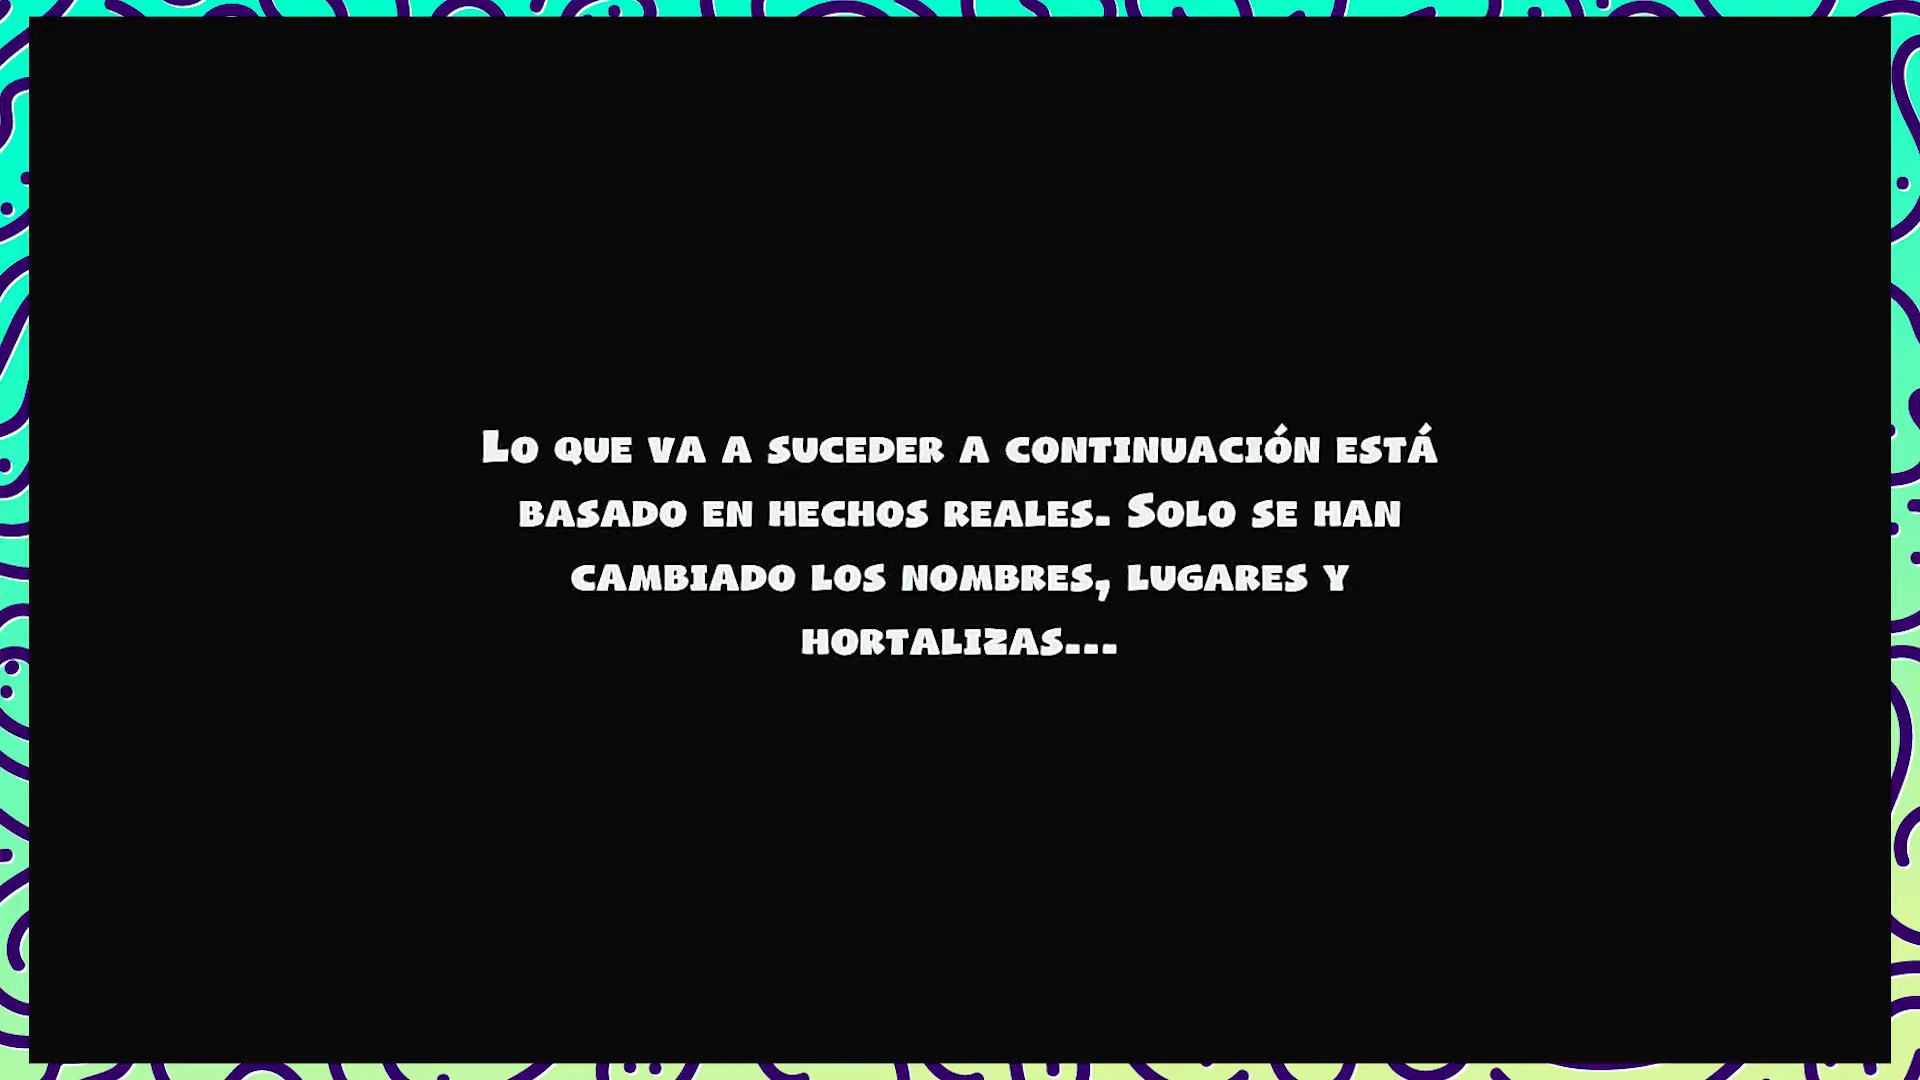 Lo que va a suceder a continuación está
basado en hechos reales. Solo se han
cambiado los nombres, lugares y
hortalizas...